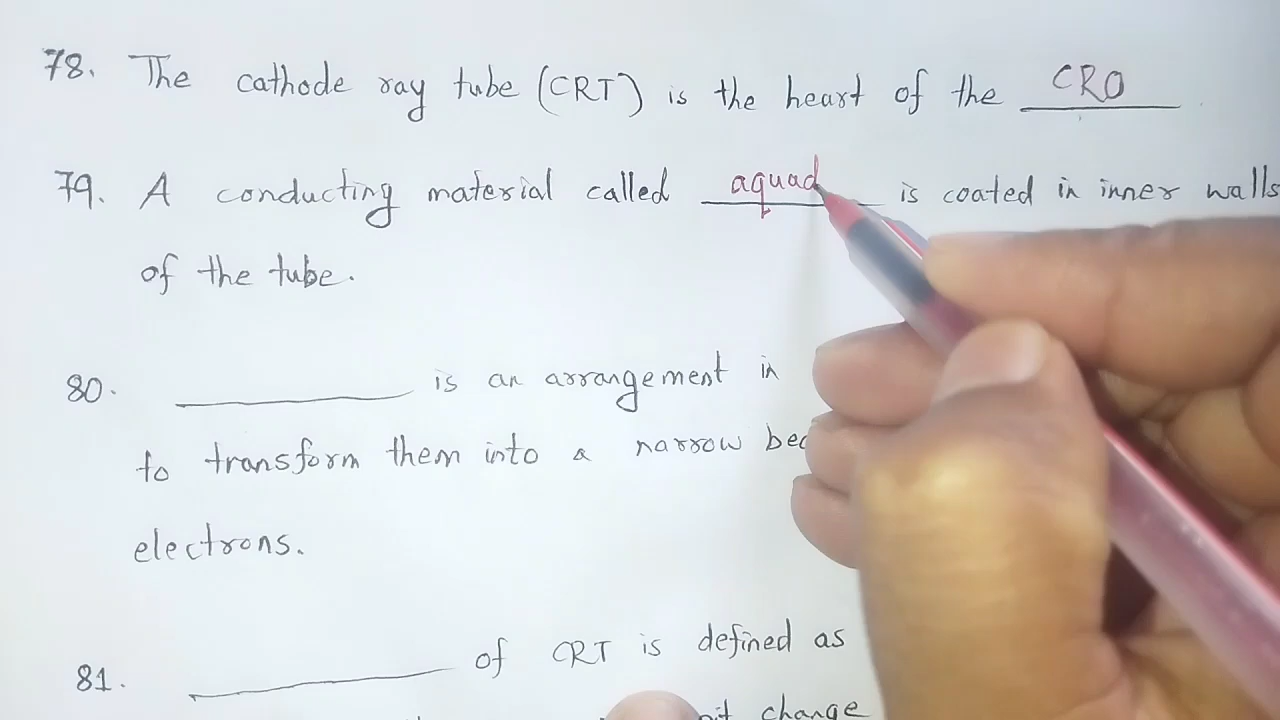 78. The cathode ray tube (CRT) is the heart of the CRO
79. A conducting material called aquad is coated in inner walls
of the tube.
80. is an arrangement in
to transform them into a narrow
electrons.
81. of CRT is defined as
change